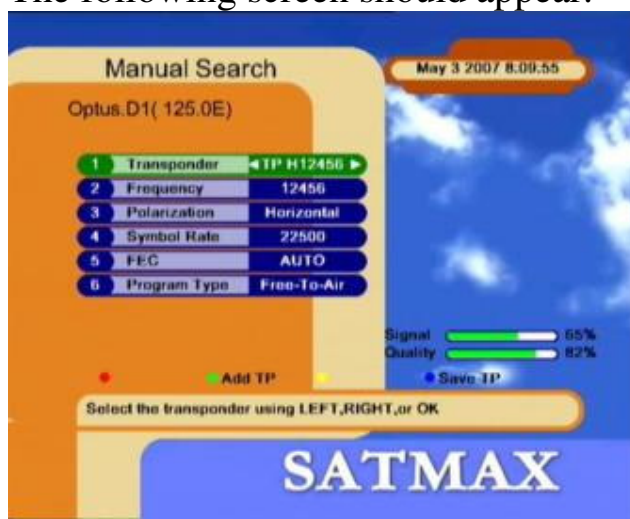 The following screen should appear:
Manual Search
May 3 2007 8:09:55
Optus.D1( 125.0E)
1 Transponder TP H12456
2 Frequency 12456
3 Polarization Horizontal
4 Symbol Rate 22500
5 FEC AUTO
6 Program Type Free-To-Air
Signal 65%
Quality 82%
Add TP Save TP
Select the transponder using LEFT,RIGHT,or OK
SATMAX